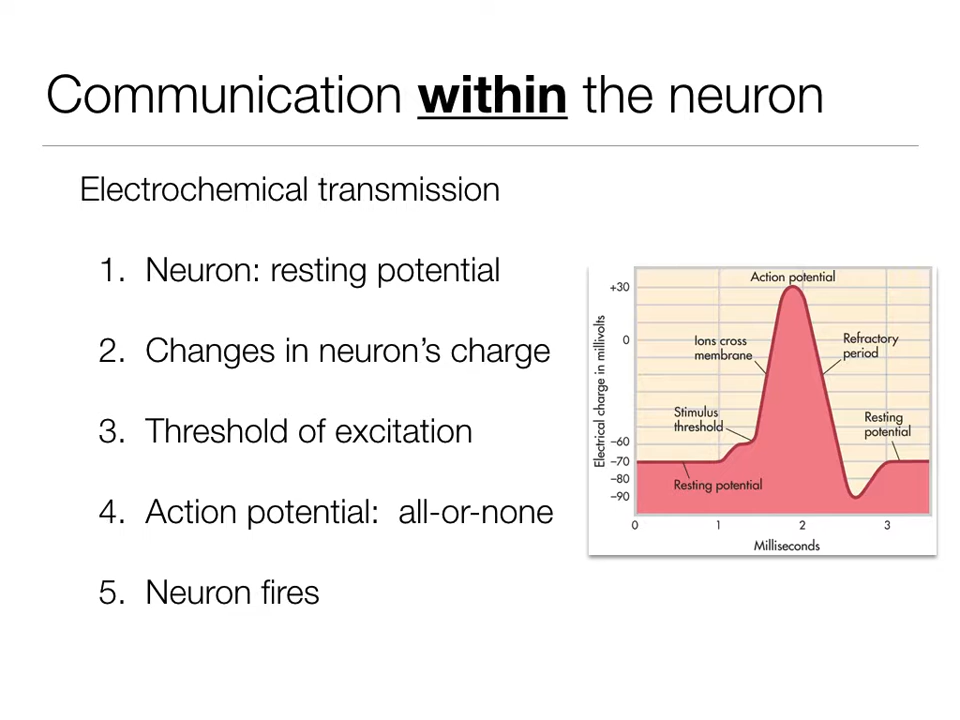 Communication within the neuron
Electrochemical transmission
1. Neuron: resting potential
2. Changes in neuron's charge
3. Threshold of excitation
4. Action potential: all-or-none
5. Neuron fires
Action potential
+30
0
−60
−70
−80
−90
Electrical charge in millivolts
Ions cross
membrane
Refractory
period
Stimulus
threshold
Resting
potential
Resting potential
0 1 2 3
Milliseconds